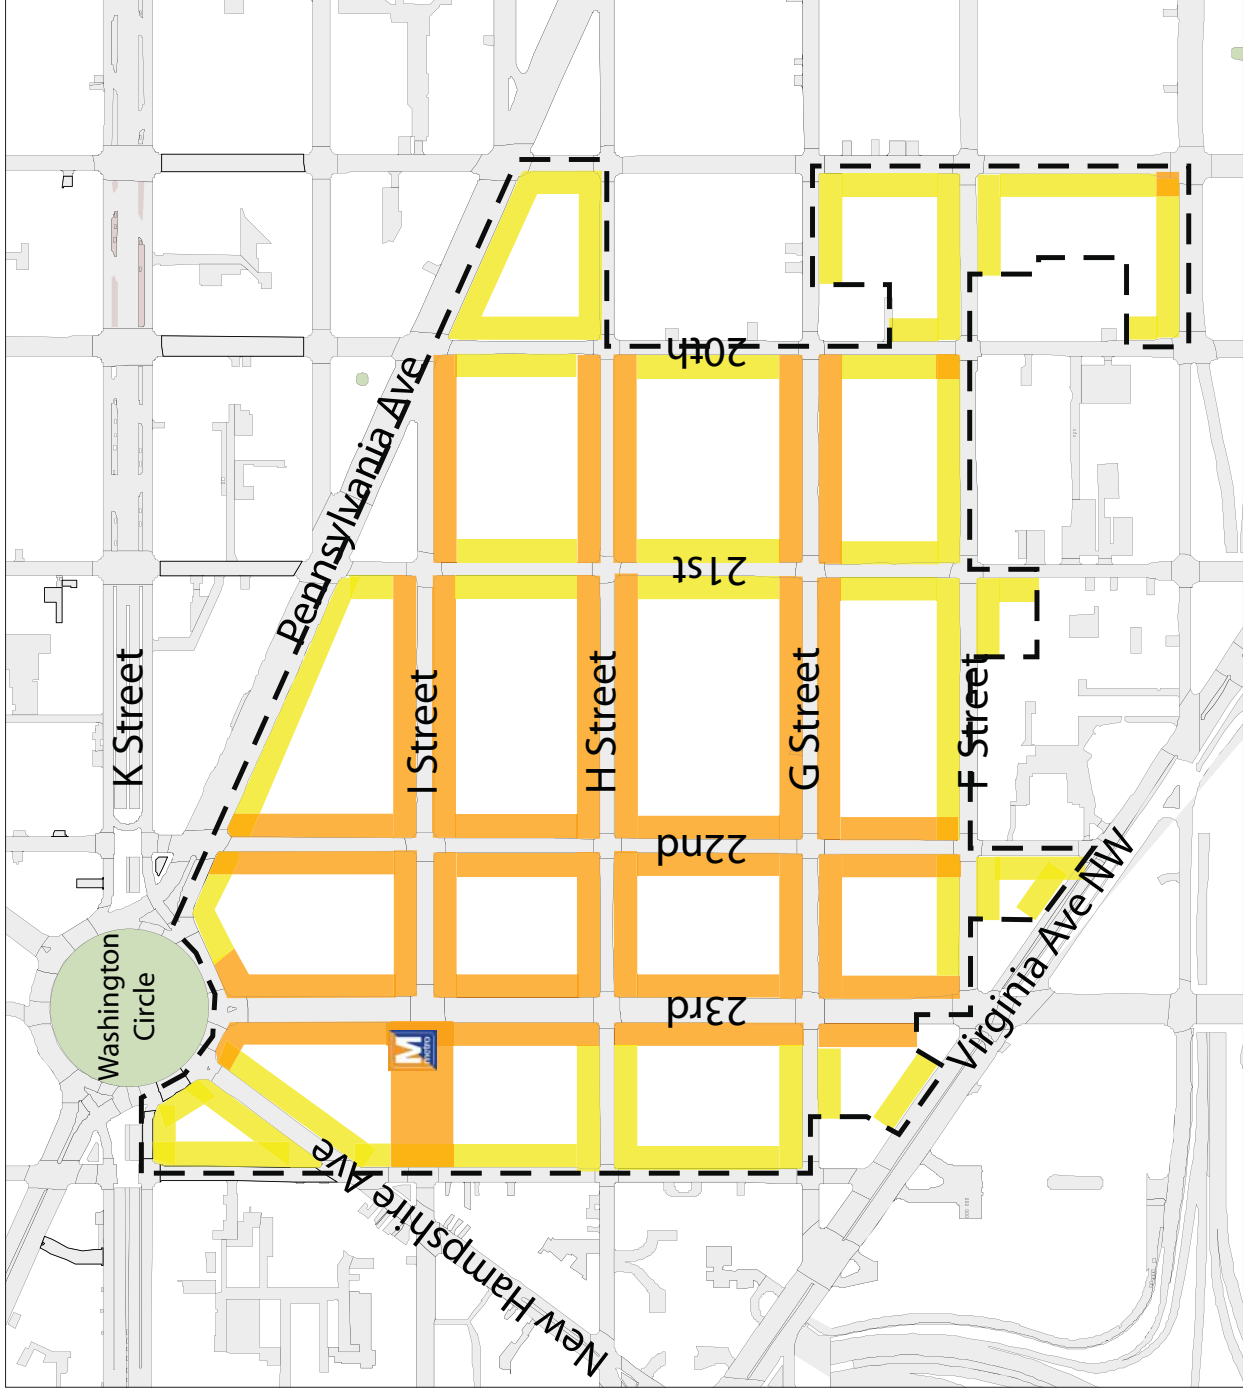 20th
Pennsylvania Ave
21st
K Street
I Street
H Street
G Street
F Street
22nd
Virginia Ave NW
Washington
Circle
23rd
M
metro
New Hampshire Ave